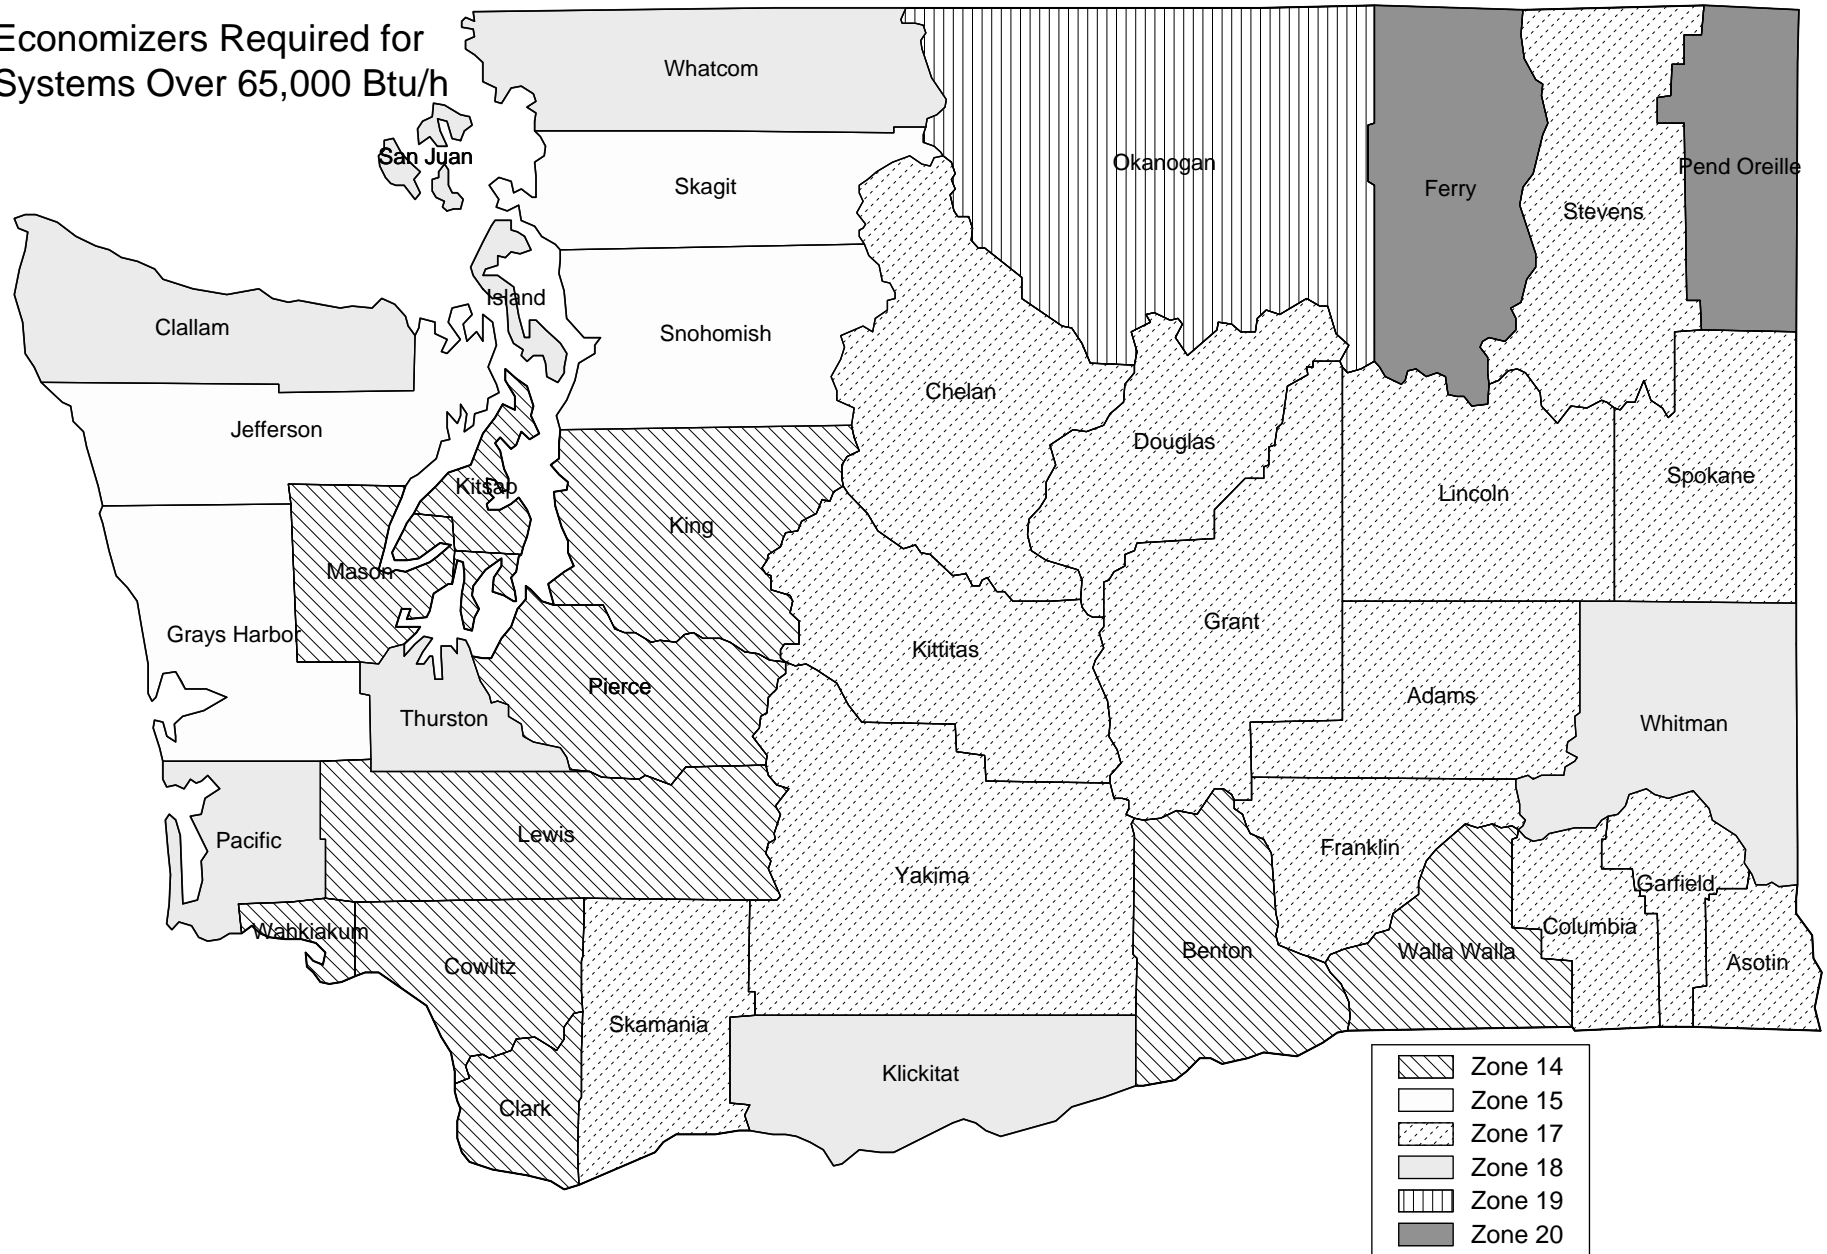 Economizers Required for
Systems Over 65,000 Btu/h
Whatcom
San Juan
Skagit
Okanogan
Ferry
Pend Oreille
Stevens
Island
Clallam
Snohomish
Chelan
Jefferson
Douglas
Kitsap
King
Lincoln
Spokane
Mason
Grays Harbor
Grant
Kittitas
Pierce
Adams
Thurston
Whitman
Pacific
Lewis
Yakima
Franklin
Garfield
Wahkiakum
Columbia
Cowlitz
Benton
Walla Walla
Asotin
Skamania
Klickitat
Clark
Zone 14
Zone 15
Zone 17
Zone 18
Zone 19
Zone 20